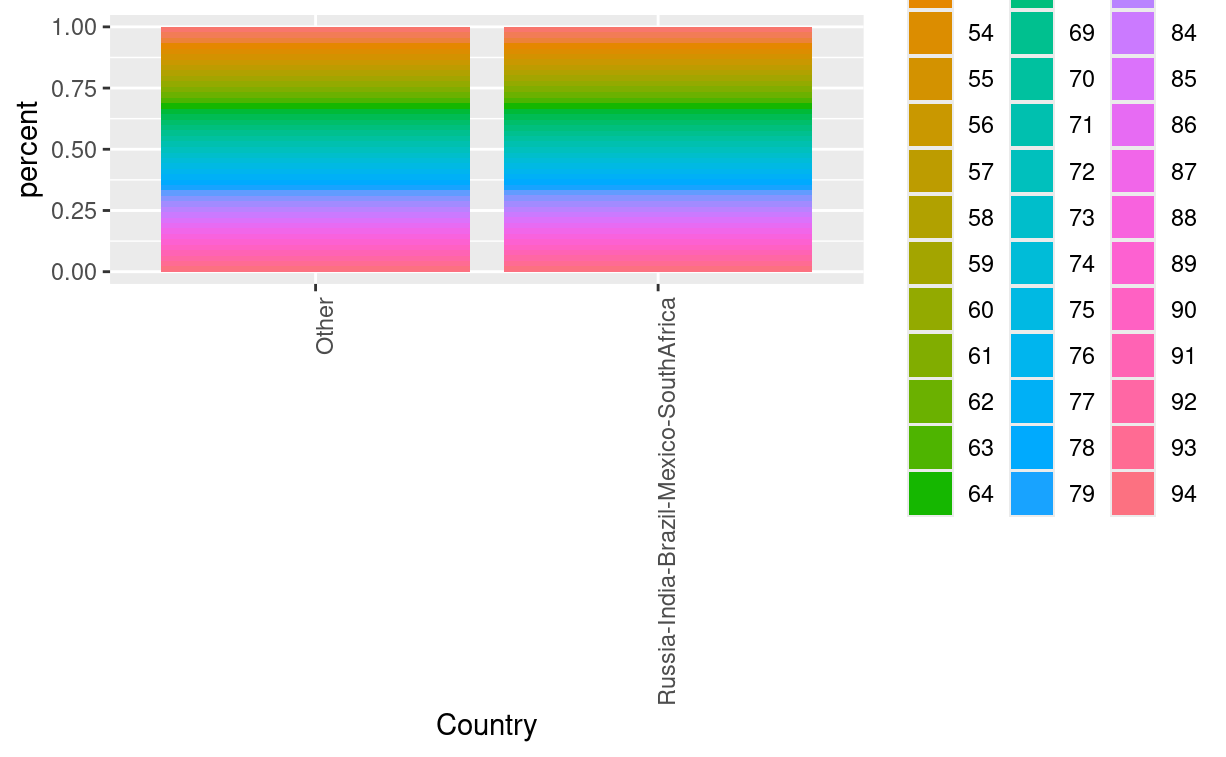 1.00
0.75
0.50
0.25
0.00
percent
Other
Russia-India-Brazil-Mexico-SouthAfrica
Country
54 69 84
55 70 85
56 71 86
57 72 87
58 73 88
59 74 89
60 75 90
61 76 91
62 77 92
63 78 93
64 79 94